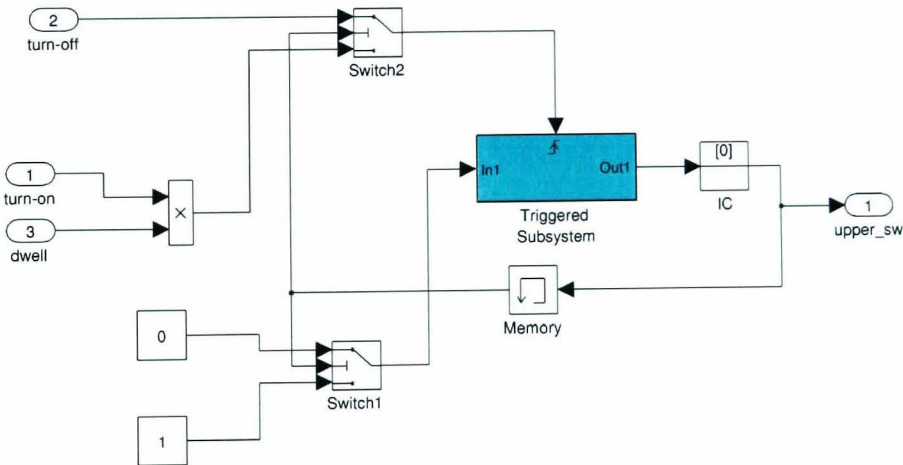 2
turn-off
Switch2
1
turn-on
×
3
dwell
In1
Out1
Triggered
Subsystem
[0]
IC
1
upper_sw
Memory
0
Switch1
1